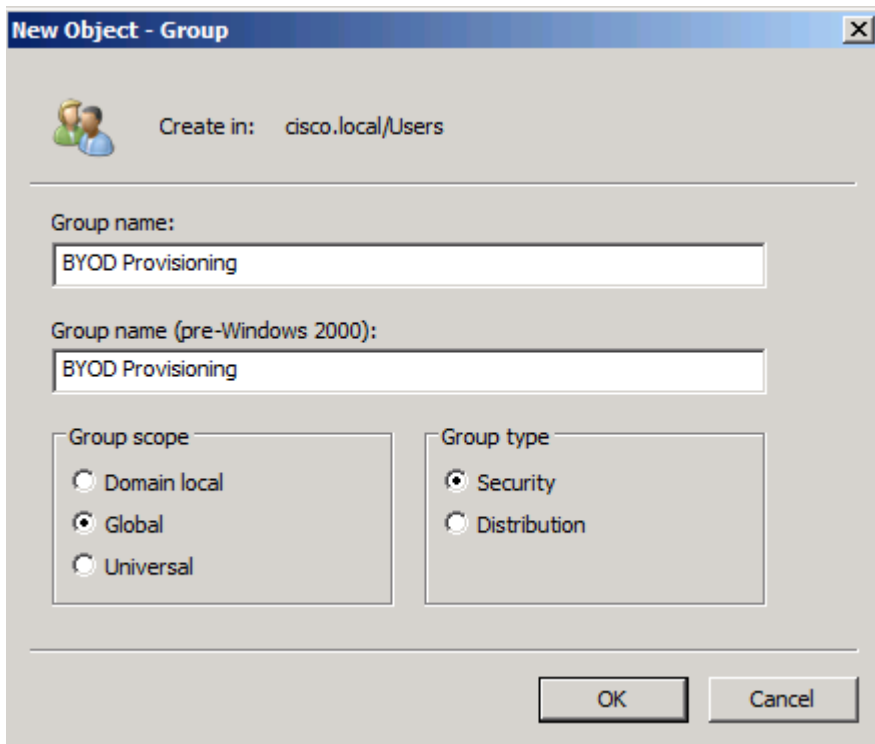 New Object - Group
Create in: cisco.local/Users
Group name:
BYOD Provisioning
Group name (pre-Windows 2000):
BYOD Provisioning
Group scope
Domain local
Global
Universal
Group type
Security
Distribution
OK
Cancel